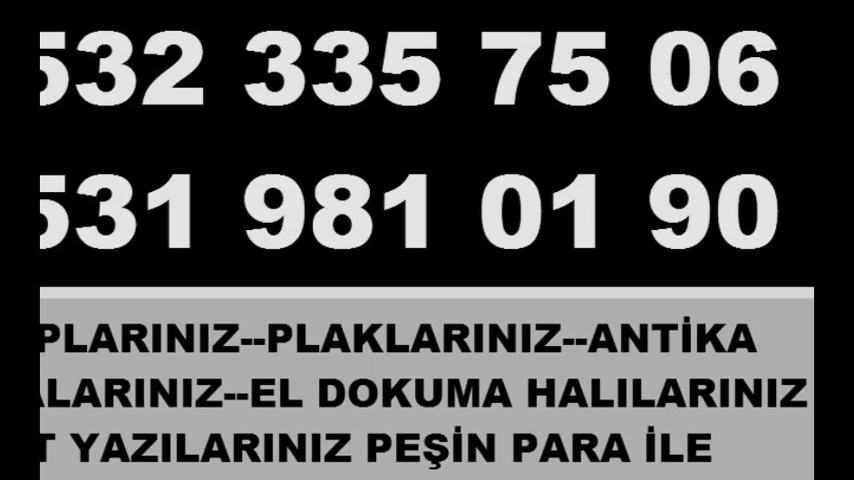 532 335 75 06
531 981 01 90
PLARINIZ--PLAKLARINIZ--ANTİKA
LARINIZ--EL DOKUMA HALILARINIZ
T YAZILARINIZ PEŞİN PARA İLE